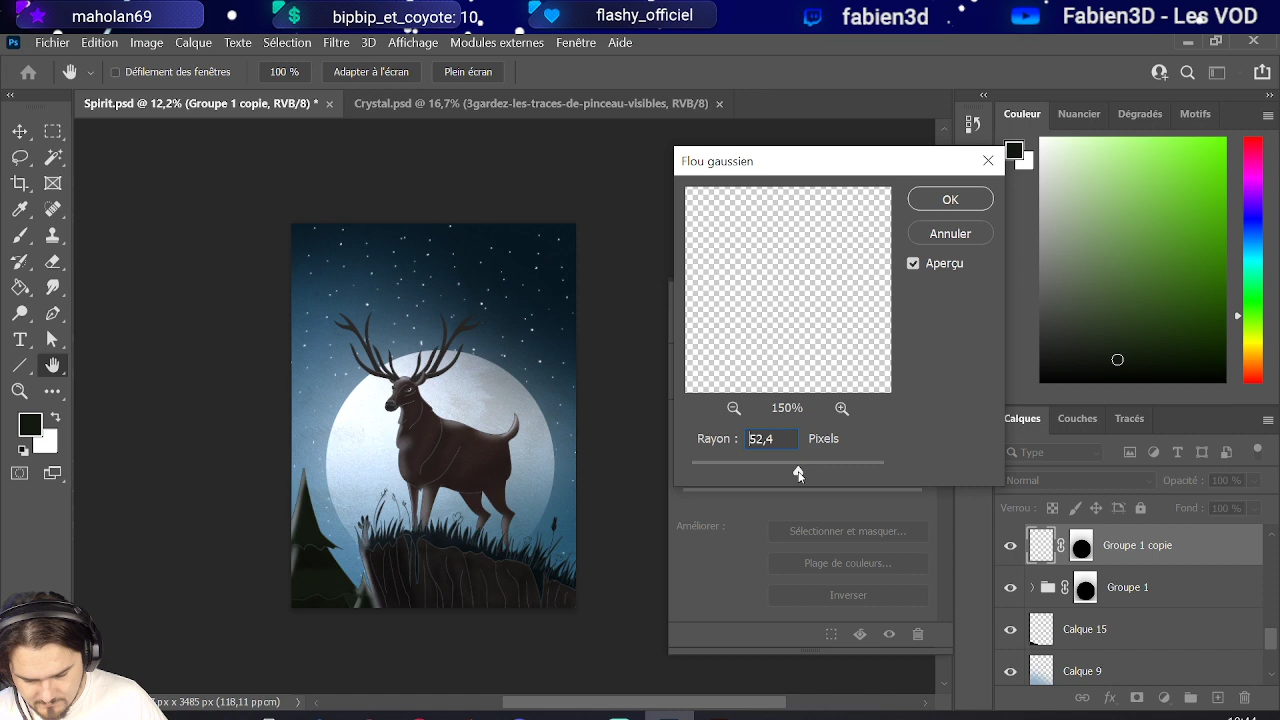 maholan69
bipbip_et_coyote: 10
flashy_officiel
fabien3d
Fabien3D - Les VOD
Ps
Fichier Edition Image Calque Texte Sélection Filtre 3D Affichage Modules externes Fenêtre Aide
Défilement des fenêtres
100 %
Adapter à l'écran
Plein écran
Spirit.psd @ 12,2% (Groupe 1 copie, RVB/8) *
Crystal.psd @ 16,7% (3gardez-les-traces-de-pinceau-visibles, RVB/8)
Couleur Nuancier Dégradés Motifs
Flou gaussien
OK
Annuler
Aperçu
150%
Rayon : 52,4 Pixels
Améliorer :
Sélectionner et masquer...
Plage de couleurs...
Inverser
Calques Couches Tracés
Type
Normal
Opacité : 100 %
Verrou :
Fond : 100 %
Groupe 1 copie
Groupe 1
Calque 15
Calque 9
px x 3485 px (118,11 ppcm)